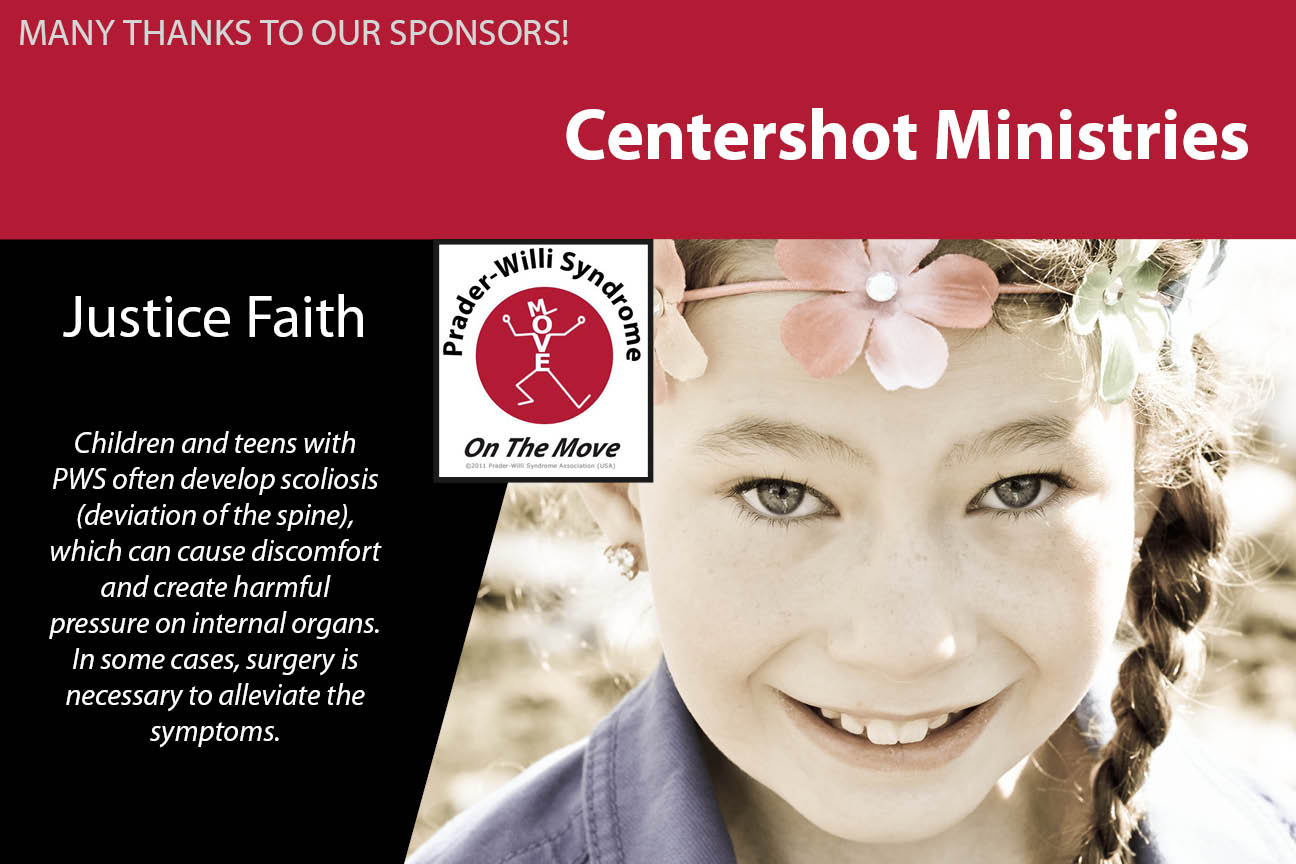 MANY THANKS TO OUR SPONSORS!
Centershot Ministries
Justice Faith
Children and teens with
PWS often develop scoliosis
(deviation of the spine),
which can cause discomfort
and create harmful
pressure on internal organs.
In some cases, surgery is
necessary to alleviate the
symptoms.
Prader-Willi Syndrome
MOVE
On The Move
©2011 Prader-Willi Syndrome Association (USA)